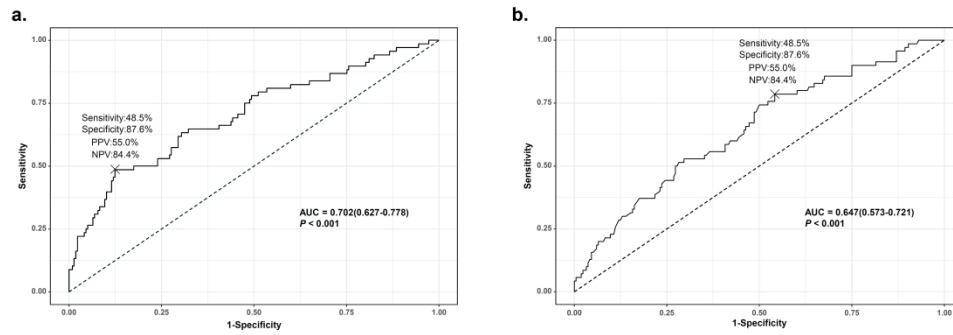 a.
1.00
0.75
0.50
0.25
0.00
Sensitivity
Sensitivity:48.5%
Specificity:87.6%
PPV:55.0%
NPV:84.4%
AUC = 0.702(0.627-0.778)
P < 0.001
0.00
0.25
0.50
0.75
1.00
1-Specificity
b.
1.00
0.75
0.50
0.25
0.00
Sensitivity
Sensitivity:48.5%
Specificity:87.6%
PPV:55.0%
NPV:84.4%
AUC = 0.647(0.573-0.721)
P < 0.001
0.00
0.25
0.50
0.75
1.00
1-Specificity